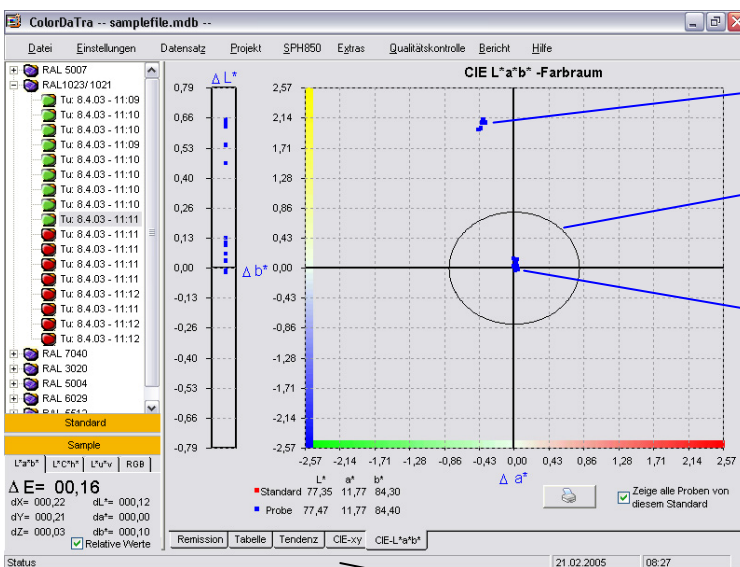 ColorDaTra -- samplefile.mdb --
Datei Einstellungen Datensatz Projekt SPH850 Extras Qualitätskontrolle Bericht Hilfe
RAL 5007
RAL1023/ 1021
Tu: 8.4.03 - 11:09
Tu: 8.4.03 - 11:10
Tu: 8.4.03 - 11:10
Tu: 8.4.03 - 11:09
Tu: 8.4.03 - 11:10
Tu: 8.4.03 - 11:10
Tu: 8.4.03 - 11:10
Tu: 8.4.03 - 11:10
Tu: 8.4.03 - 11:11
Tu: 8.4.03 - 11:11
Tu: 8.4.03 - 11:11
Tu: 8.4.03 - 11:11
Tu: 8.4.03 - 11:11
Tu: 8.4.03 - 11:12
Tu: 8.4.03 - 11:11
Tu: 8.4.03 - 11:12
Tu: 8.4.03 - 11:12
RAL 7040
RAL 3020
RAL 5004
RAL 6029
Standard
Sample
L*a*b* L*C*h* L*u*v RGB
Δ E= 00,16
dX= 000,22 dL*= 000,12
dY= 000,21 da*= 000,00
dZ= 000,03 db*= 000,10
Relative Werte
Δ L*
0,79
0,66
0,53
0,40
0,26
0,13
0,00
-0,13
-0,26
-0,40
-0,53
-0,66
-0,79
CIE L*a*b* -Farbraum
Δ b*
2,57
2,14
1,71
1,28
0,86
0,43
0,00
-0,43
-0,86
-1,28
-1,71
-2,14
-2,57
-2,57 -2,14 -1,71 -1,28 -0,86 -0,43 0,00 0,43 0,86 1,28 1,71 2,14 2,57
Δ a*
L* a* b*
Standard 77,35 11,77 84,30
Probe 77,47 11,77 84,40
Zeige alle Proben von
diesem Standard
Remission Tabelle Tendenz CIE-xy CIE-L*a*b*
Status 21.02.2005 08:27